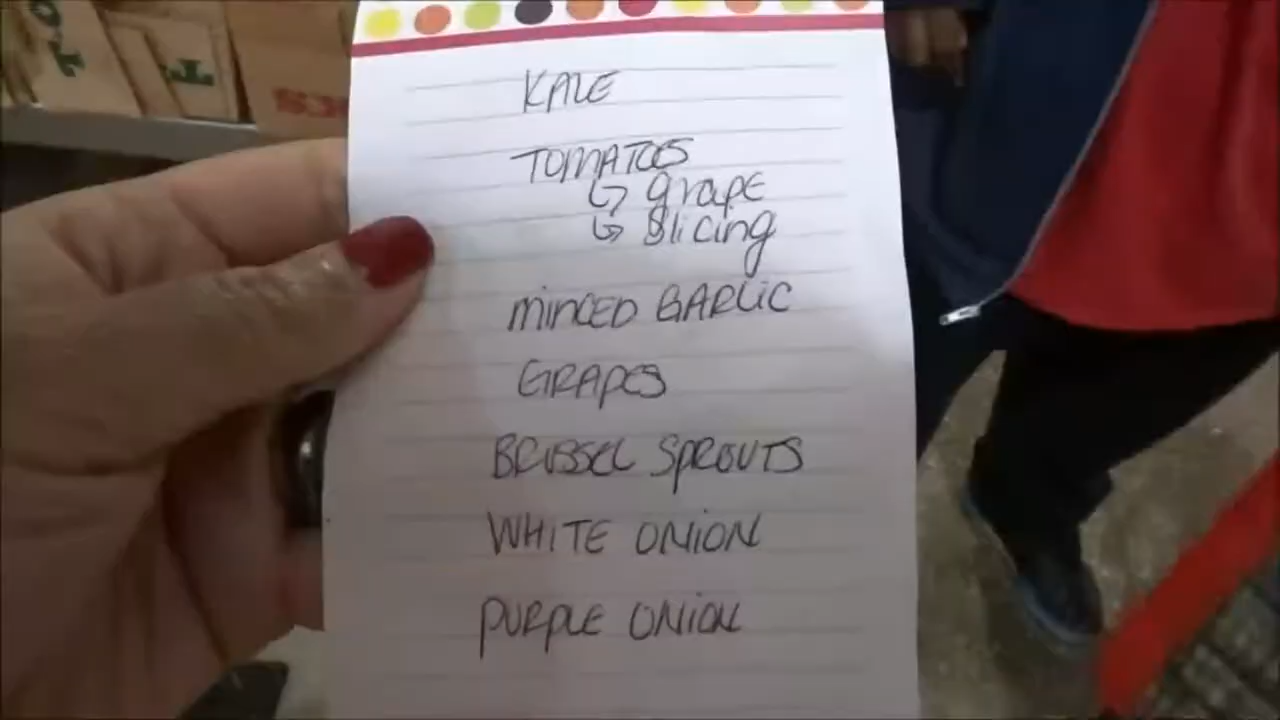 KALE
TOMATOES
↳ grape
↳ Slicing
MINCED GARLIC
GRAPES
BRUSSEL SPROUTS
WHITE ONION
PURPLE ONION